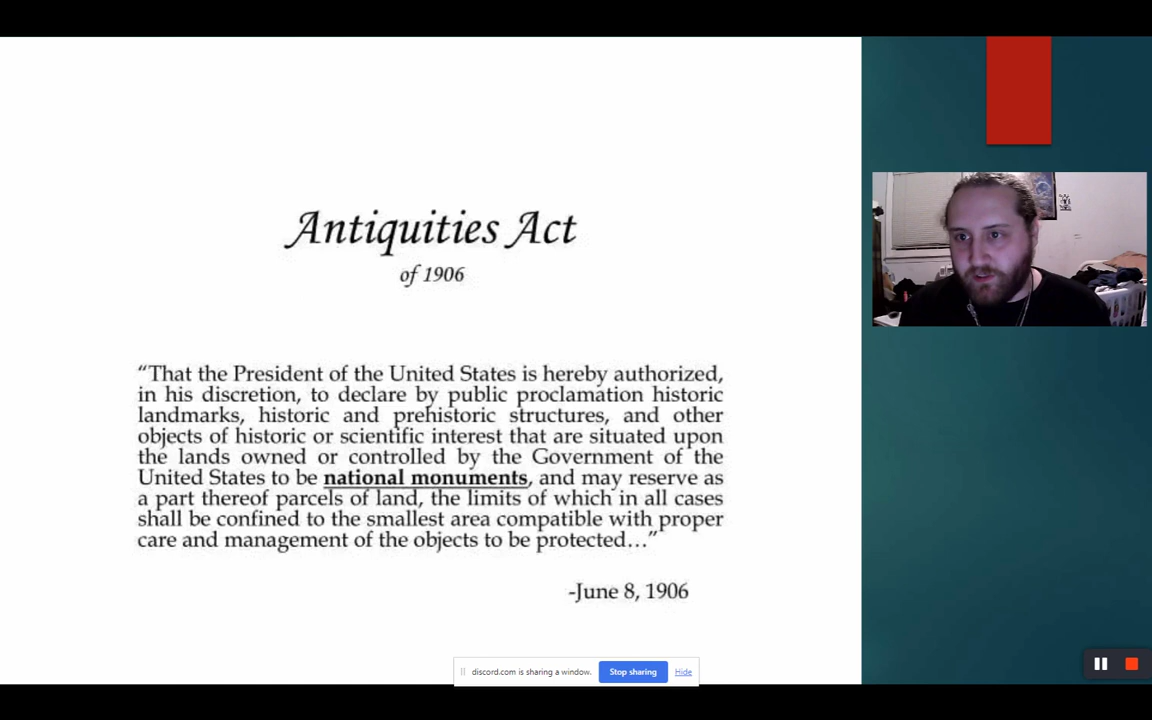 Antiquities Act
of 1906
“That the President of the United States is hereby authorized,
in his discretion, to declare by public proclamation historic
landmarks, historic and prehistoric structures, and other
objects of historic or scientific interest that are situated upon
the lands owned or controlled by the Government of the
United States to be national monuments, and may reserve as
a part thereof parcels of land, the limits of which in all cases
shall be confined to the smallest area compatible with proper
care and management of the objects to be protected…”
-June 8, 1906
discord.com is sharing a window.
Stop sharing
Hide